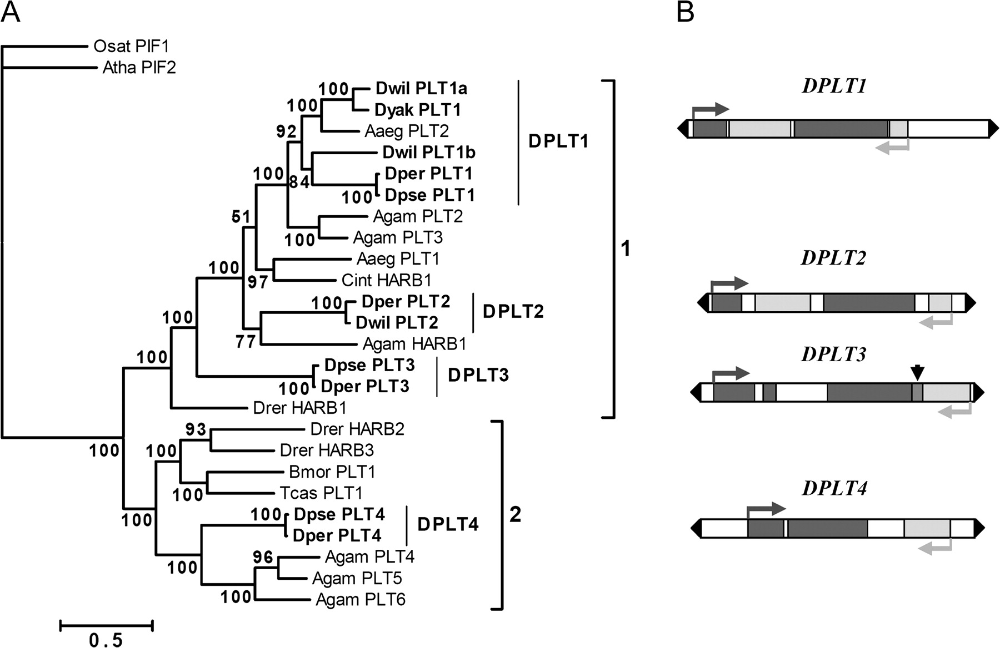 A
B
Osat PIF1
Atha PIF2
100
Dwil PLT1a
100
Dyak PLT1
92
Aaeg PLT2
DPLT1
Dwil PLT1b
100
84
Dper PLT1
100
Dpse PLT1
51
Agam PLT2
100
Agam PLT3
1
Aaeg PLT1
100
97
Cint HARB1
100
Dper PLT2
DPLT2
Dwil PLT2
100
77
Agam HARB1
100
Dpse PLT3
DPLT3
100
Dper PLT3
Drer HARB1
93
Drer HARB2
100
100
Drer HARB3
Bmor PLT1
100
Tcas PLT1
100
100
Dpse PLT4
DPLT4
2
Dper PLT4
96
Agam PLT4
100
Agam PLT5
100
Agam PLT6
0.5
DPLT1
DPLT2
DPLT3
DPLT4